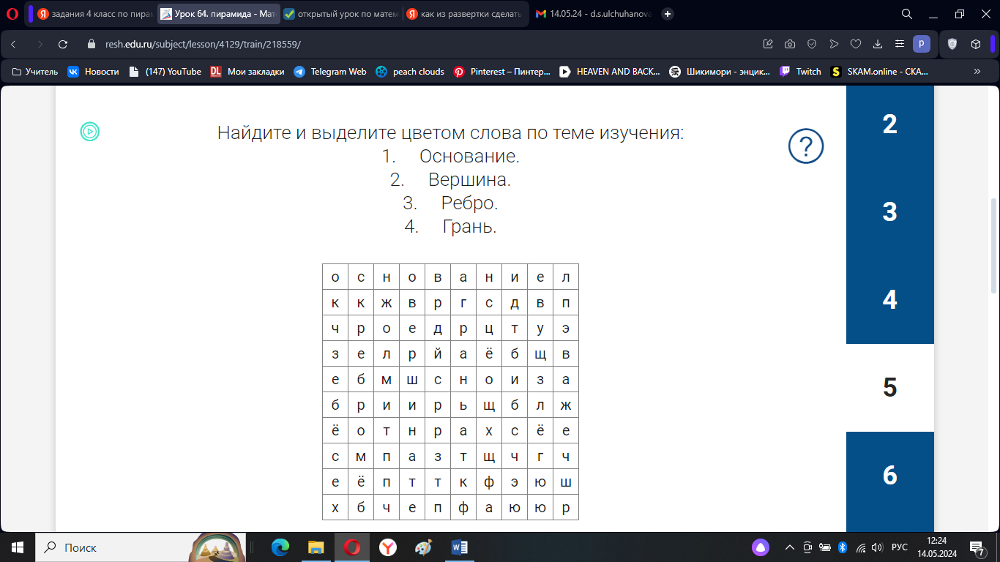 задания 4 класс по пирам
Урок 64. пирамида - Мат
открытый урок по матем
как из развертки сделать
14.05.24 - d.s.ulchuhanova
resh.edu.ru/subject/lesson/4129/train/218559/
р
Учитель
Новости
(147) YouTube
Мои закладки
Telegram Web
peach clouds
Pinterest – Пинтер...
HEAVEN AND BACK...
Шикимори - энцик...
Twitch
SKAM.online - СКА...
Найдите и выделите цветом слова по теме изучения:
1. Основание.
2. Вершина.
3. Ребро.
4. Грань.
?
о с н о в а н и е л
к к ж в р г с д в п
ч р о е д р ц т у э
з е л р й а ё б щ в
е б м ш с н о и з а
б р и и р ь щ б л ж
ё о т н р а х с ё е
с м п а з т щ ч г ч
е ё п т т к ф э ю ш
х б ч е п ф а ю ю р
2
3
4
5
6
Поиск
РУС
12:24
14.05.2024
7